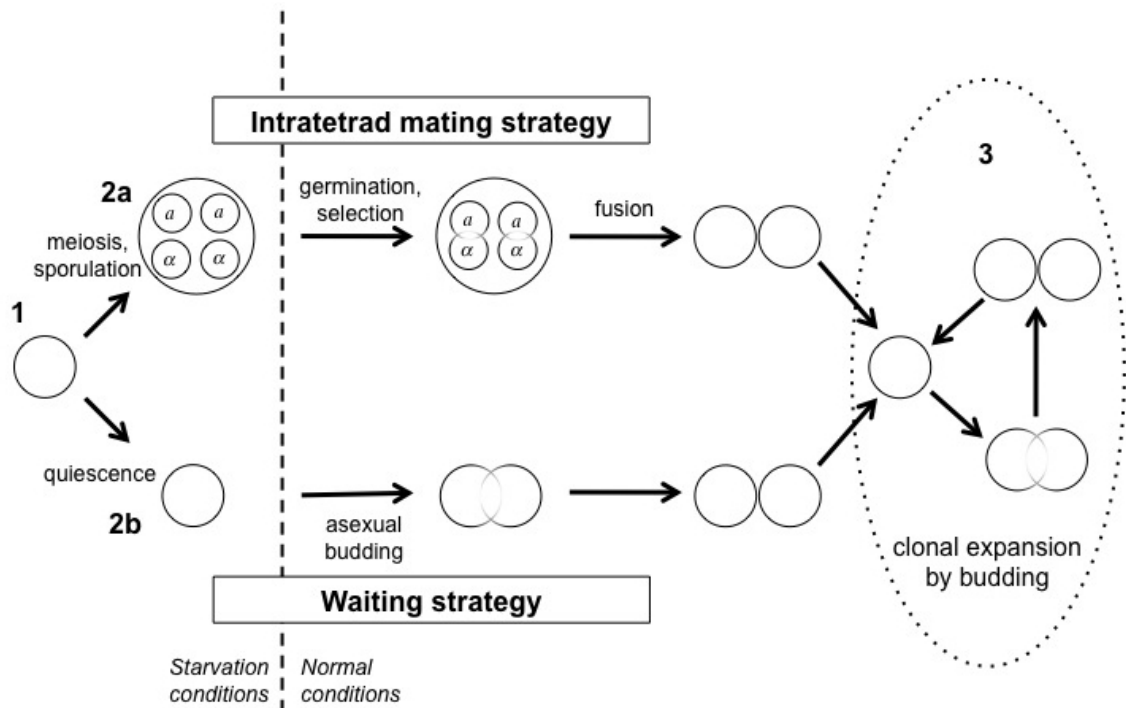 Intratetrad mating strategy
3
2a
germination,
selection
fusion
a a
α α
a a
α α
meiosis,
sporulation
1
quiescence
2b
asexual
budding
clonal expansion
by budding
Waiting strategy
Starvation
conditions
Normal
conditions